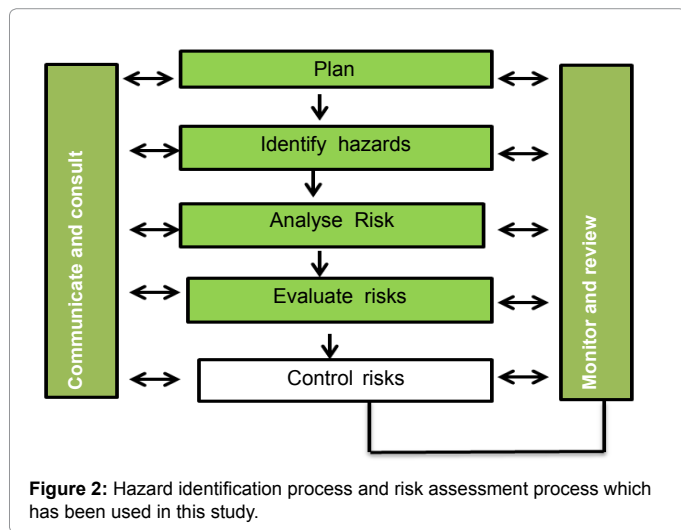 Plan
Identify hazards
Analyse Risk
Evaluate risks
Control risks
Communicate and consult
Monitor and review
Figure 2: Hazard identification process and risk assessment process which
has been used in this study.